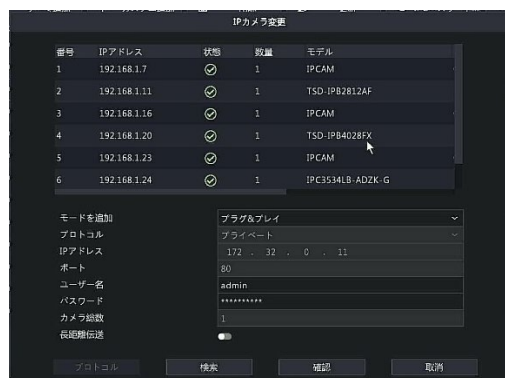 IPカメラ変更
番号 IPアドレス 状態 数量 モデル
1 192.168.1.7 1 IPCAM
2 192.168.1.11 1 TSD-IPB2812AF
3 192.168.1.16 1 IPCAM
4 192.168.1.20 1 TSD-IPB4028FX
5 192.168.1.23 1 IPCAM
6 192.168.1.24 1 IPC3534LB-ADZK-G
モードを追加 プラグ&プレイ
プロトコル プライベート
IPアドレス 172 . 32 . 0 . 11
ポート 80
ユーザー名 admin
パスワード **********
カメラ総数 1
長距離伝送
プロトコル 検索 確認 取消